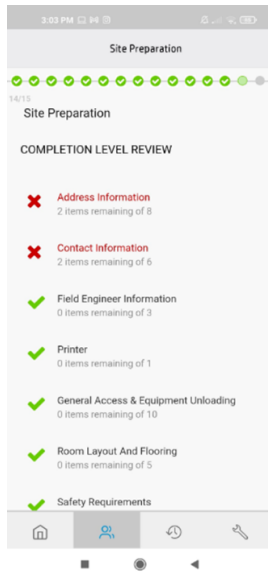 3:03 PM
Site Preparation
14/15
Site Preparation
COMPLETION LEVEL REVIEW
Address Information
2 items remaining of 8
Contact Information
2 items remaining of 6
Field Engineer Information
0 items remaining of 3
Printer
0 items remaining of 1
General Access & Equipment Unloading
0 items remaining of 10
Room Layout And Flooring
0 items remaining of 5
Safety Requirements